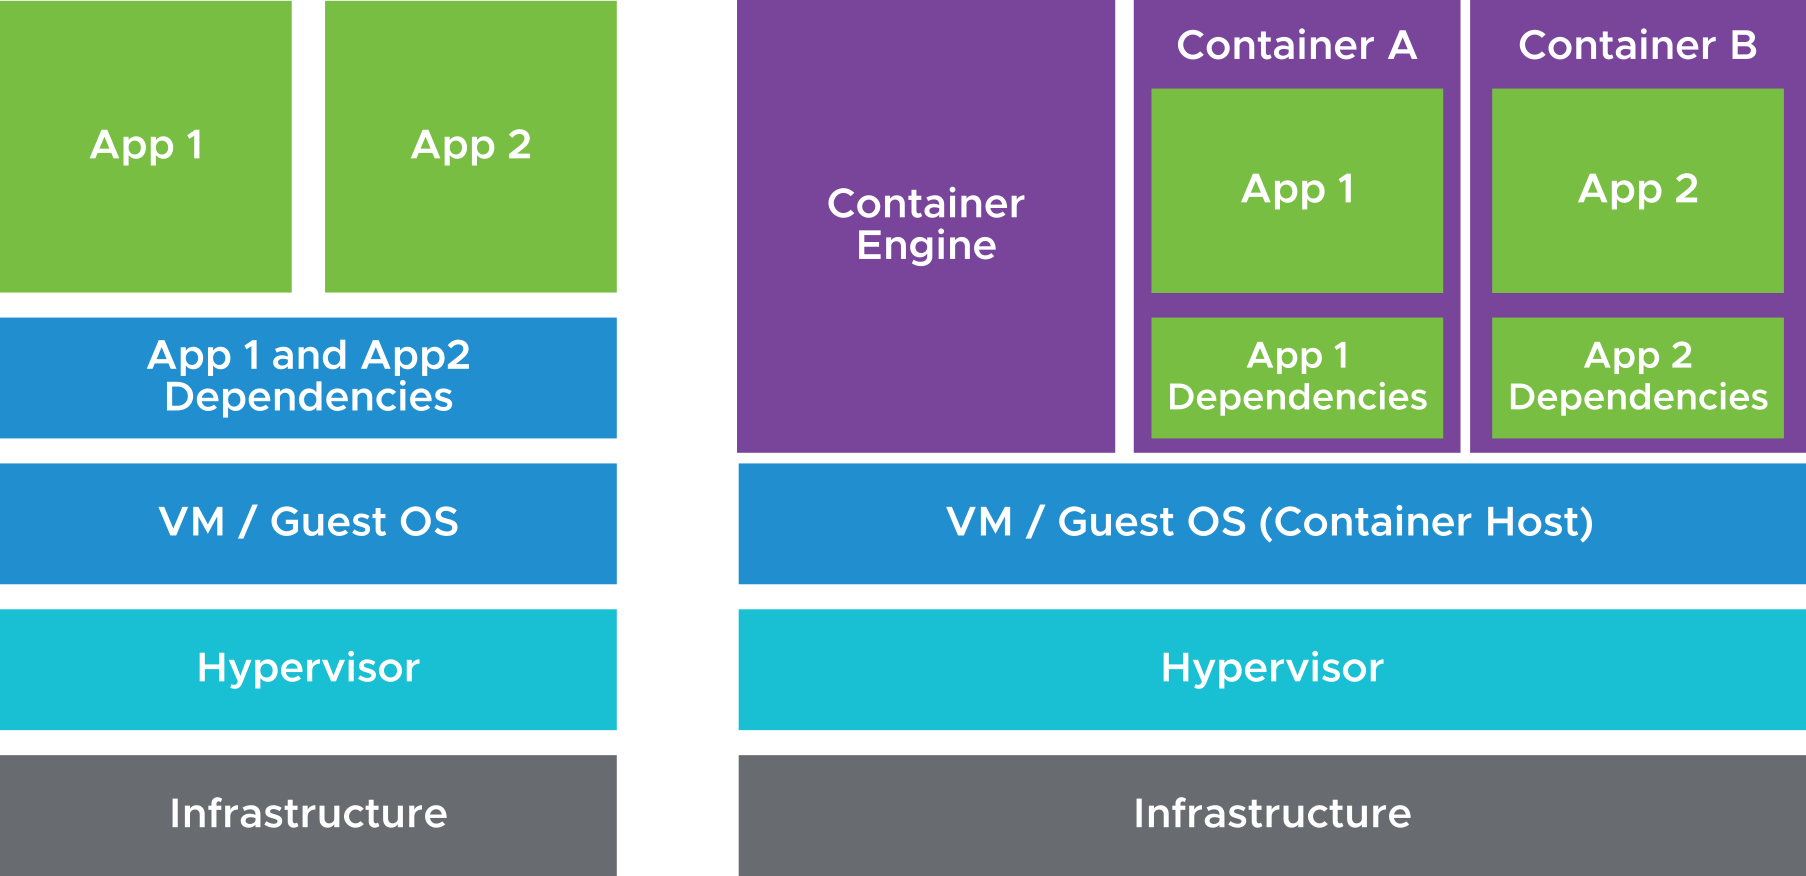 App 1
App 2
App 1 and App2
Dependencies
VM / Guest OS
Hypervisor
Infrastructure
Container
Engine
Container A
App 1
App 1
Dependencies
Container B
App 2
App 2
Dependencies
VM / Guest OS (Container Host)
Hypervisor
Infrastructure